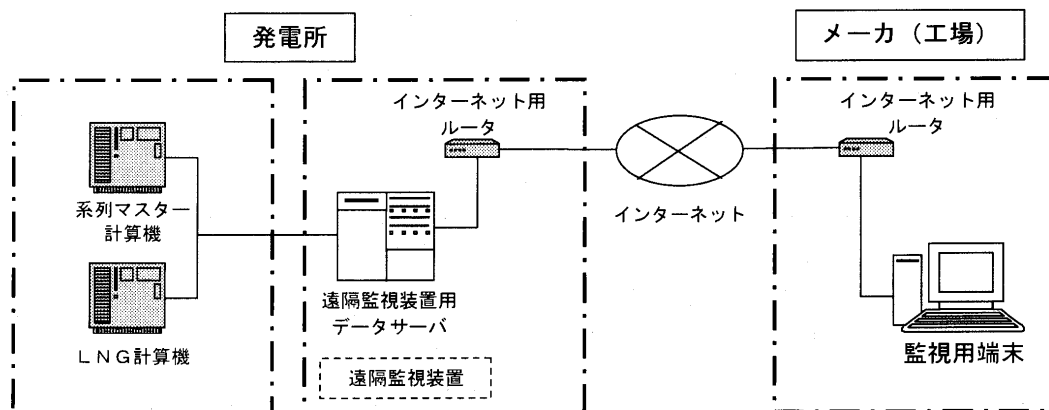 発電所
メーカ（工場）
インターネット用
ルータ
インターネット用
ルータ
系列マスター
計算機
インターネット
遠隔監視装置用
データサーバ
ＬＮＧ計算機
監視用端末
遠隔監視装置